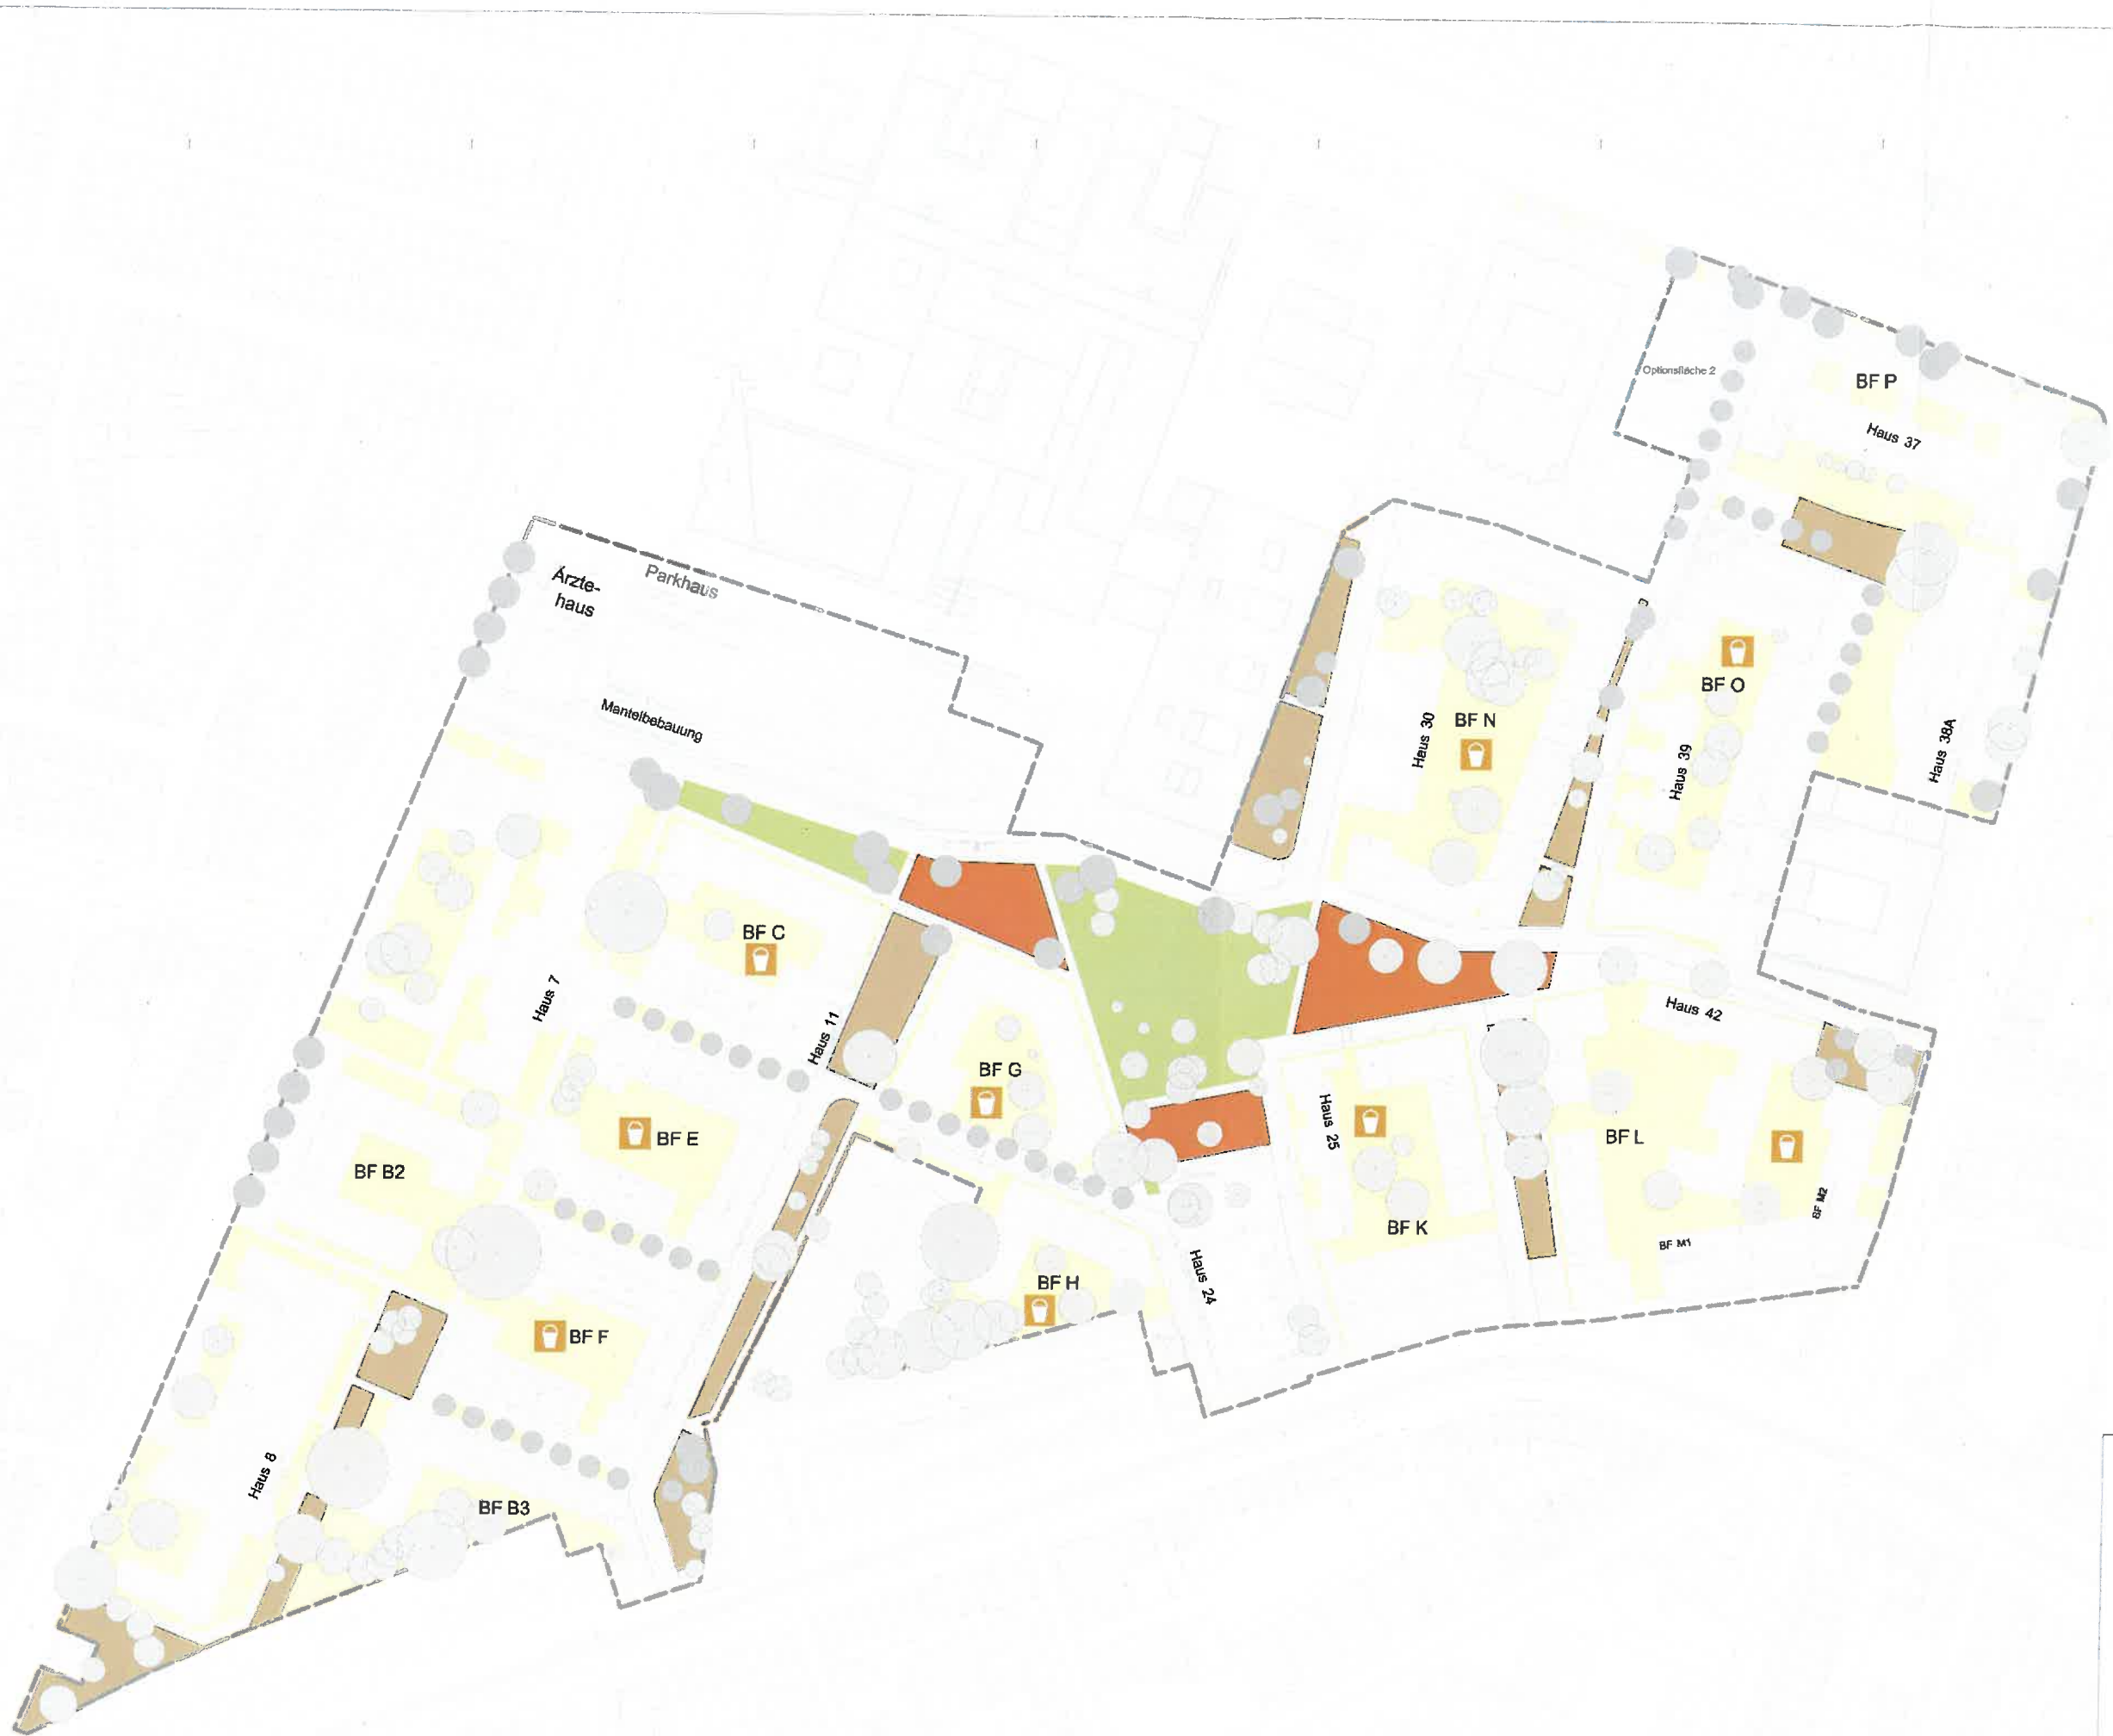 Optionsfläche 2
BF P
Haus 37
Ärzte-
haus
Parkhaus
Mantelbebauung
BF O
BF N
Haus 30
Haus 39
Haus 38A
BF C
Haus 7
Haus 11
Haus 42
BF G
Haus 25
BF E
BF L
BF B2
BF M2
BF K
BF M1
BF H
Haus 24
BF F
Haus 8
BF B3